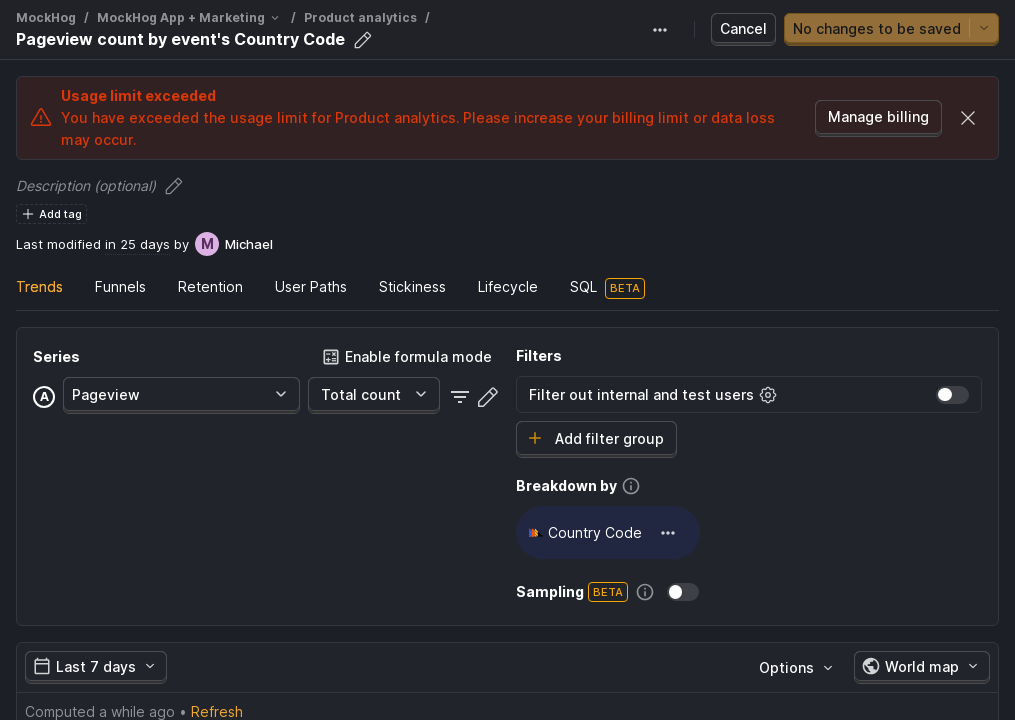 MockHog / MockHog App + Marketing / Product analytics /
Pageview count by event's Country Code
Cancel
No changes to be saved
Usage limit exceeded
You have exceeded the usage limit for Product analytics. Please increase your billing limit or data loss
may occur.
Manage billing
Description (optional)
Add tag
Last modified in 25 days by M Michael
Trends Funnels Retention User Paths Stickiness Lifecycle SQL BETA
Series
Enable formula mode
A Pageview Total count
Filters
Filter out internal and test users
Add filter group
Breakdown by
Country Code
Sampling BETA
Last 7 days
Options
World map
Computed a while ago • Refresh